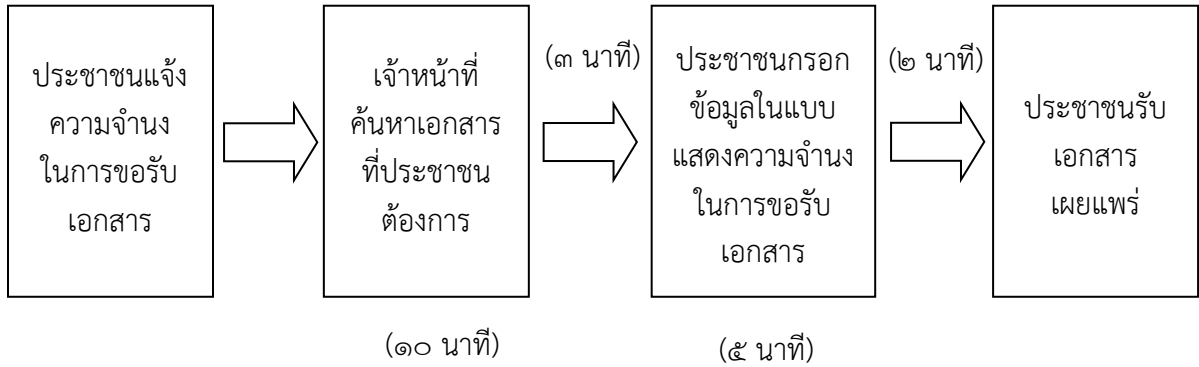 ประชาชนแจ้ง
ความจำนง
ในการขอรับ
เอกสาร
เจ้าหน้าที่
ค้นหาเอกสาร
ที่ประชาชน
ต้องการ
(๓ นาที)
ประชาชนกรอก
ข้อมูลในแบบ
แสดงความจำนง
ในการขอรับ
เอกสาร
(๒ นาที)
ประชาชนรับ
เอกสาร
เผยแพร่
(๑๐ นาที)
(๕ นาที)